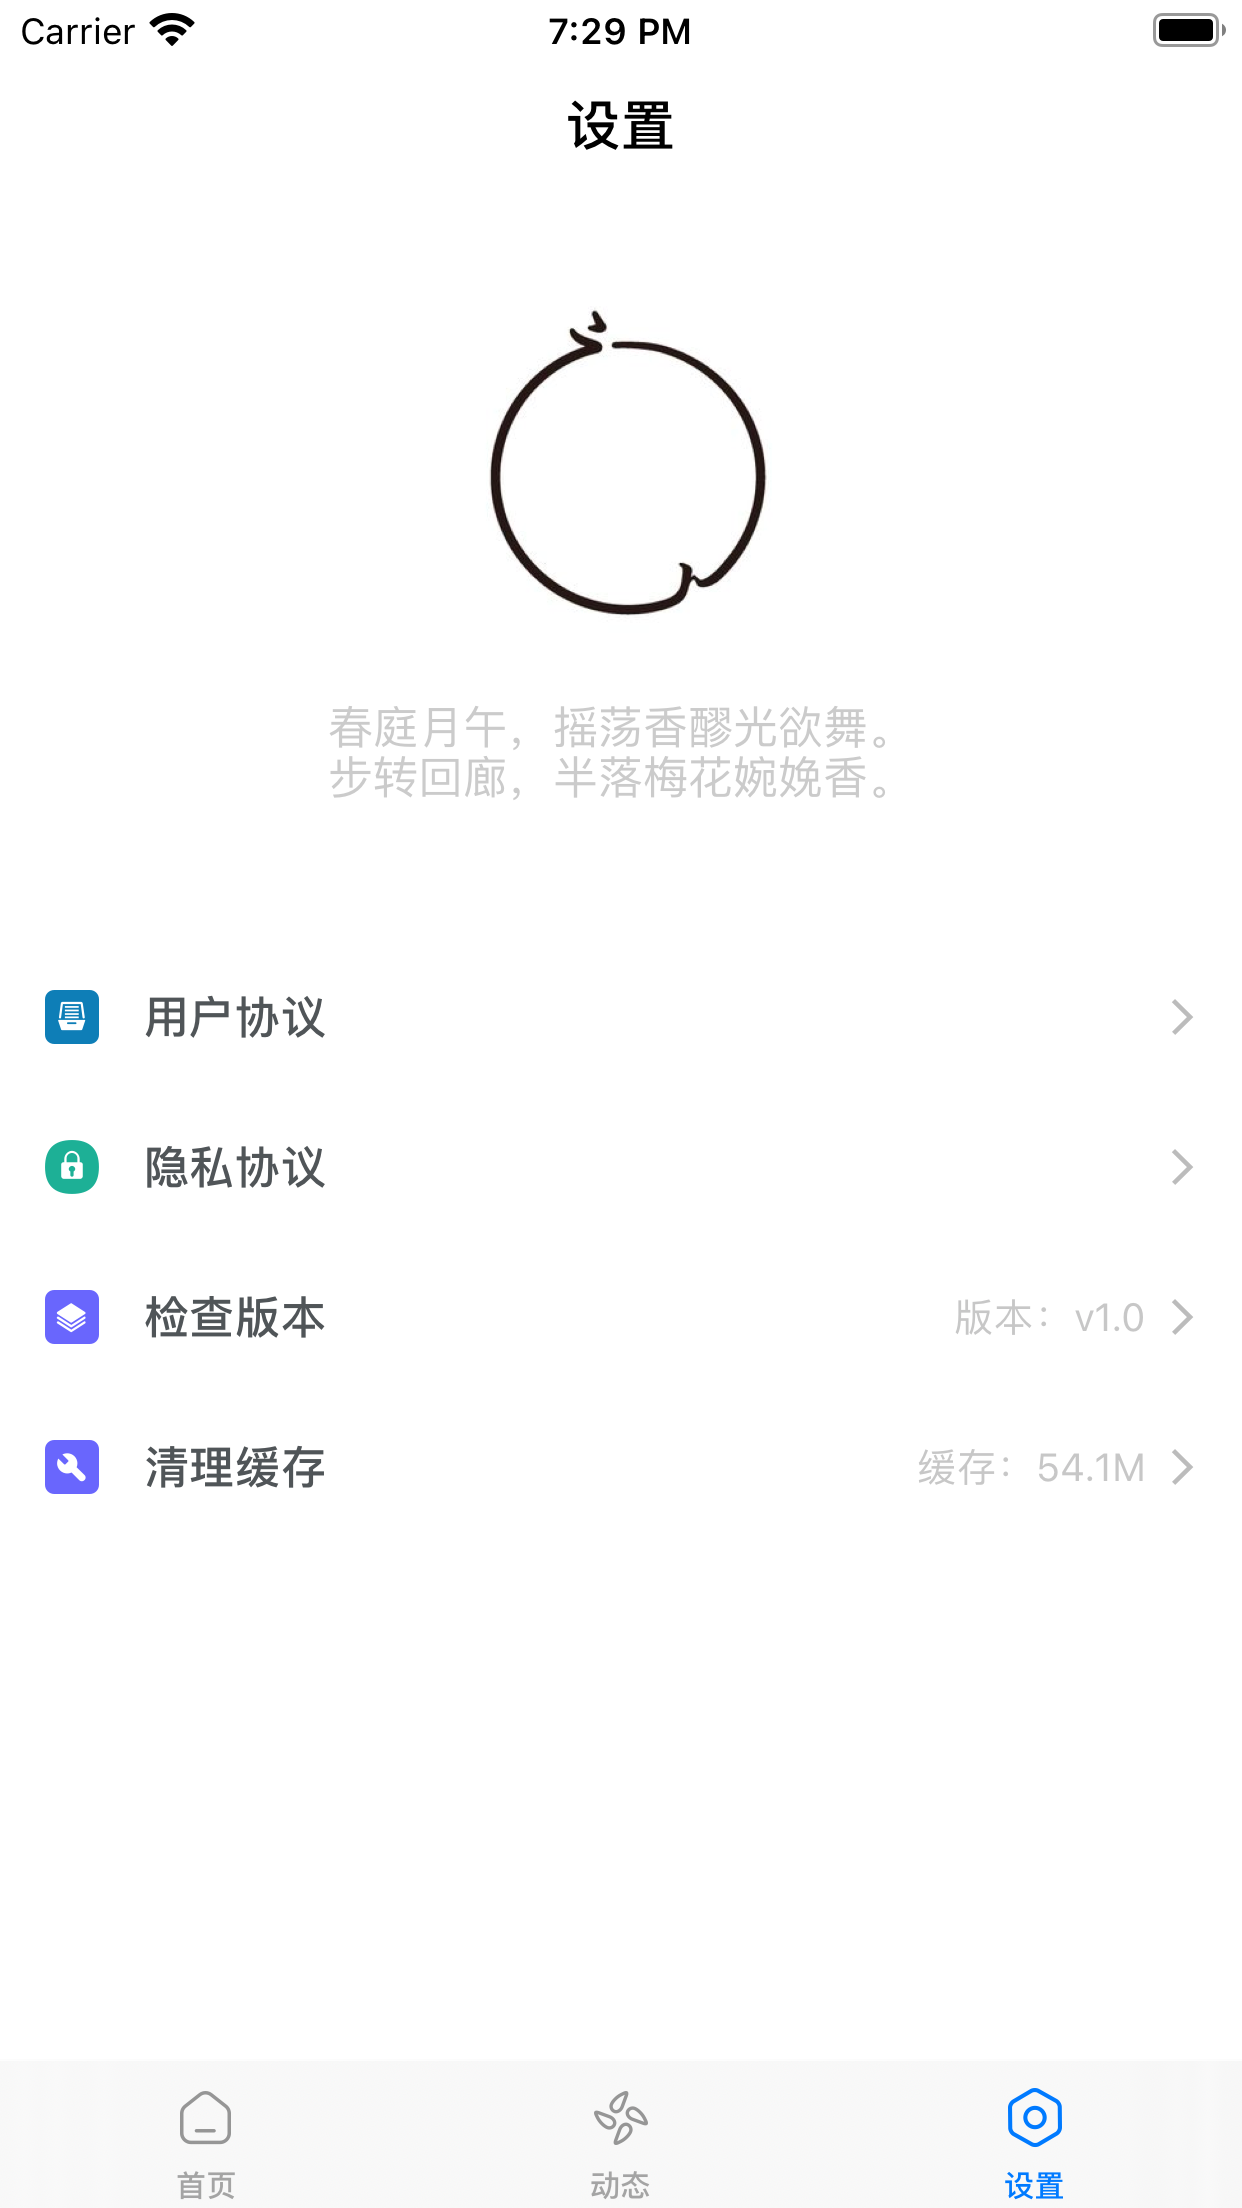 Carrier 7:29 PM
设置
春庭月午，摇荡香醪光欲舞。
步转回廊，半落梅花婉娩香。
用户协议
隐私协议
检查版本 版本：v1.0
清理缓存 缓存：54.1M
首页 动态 设置